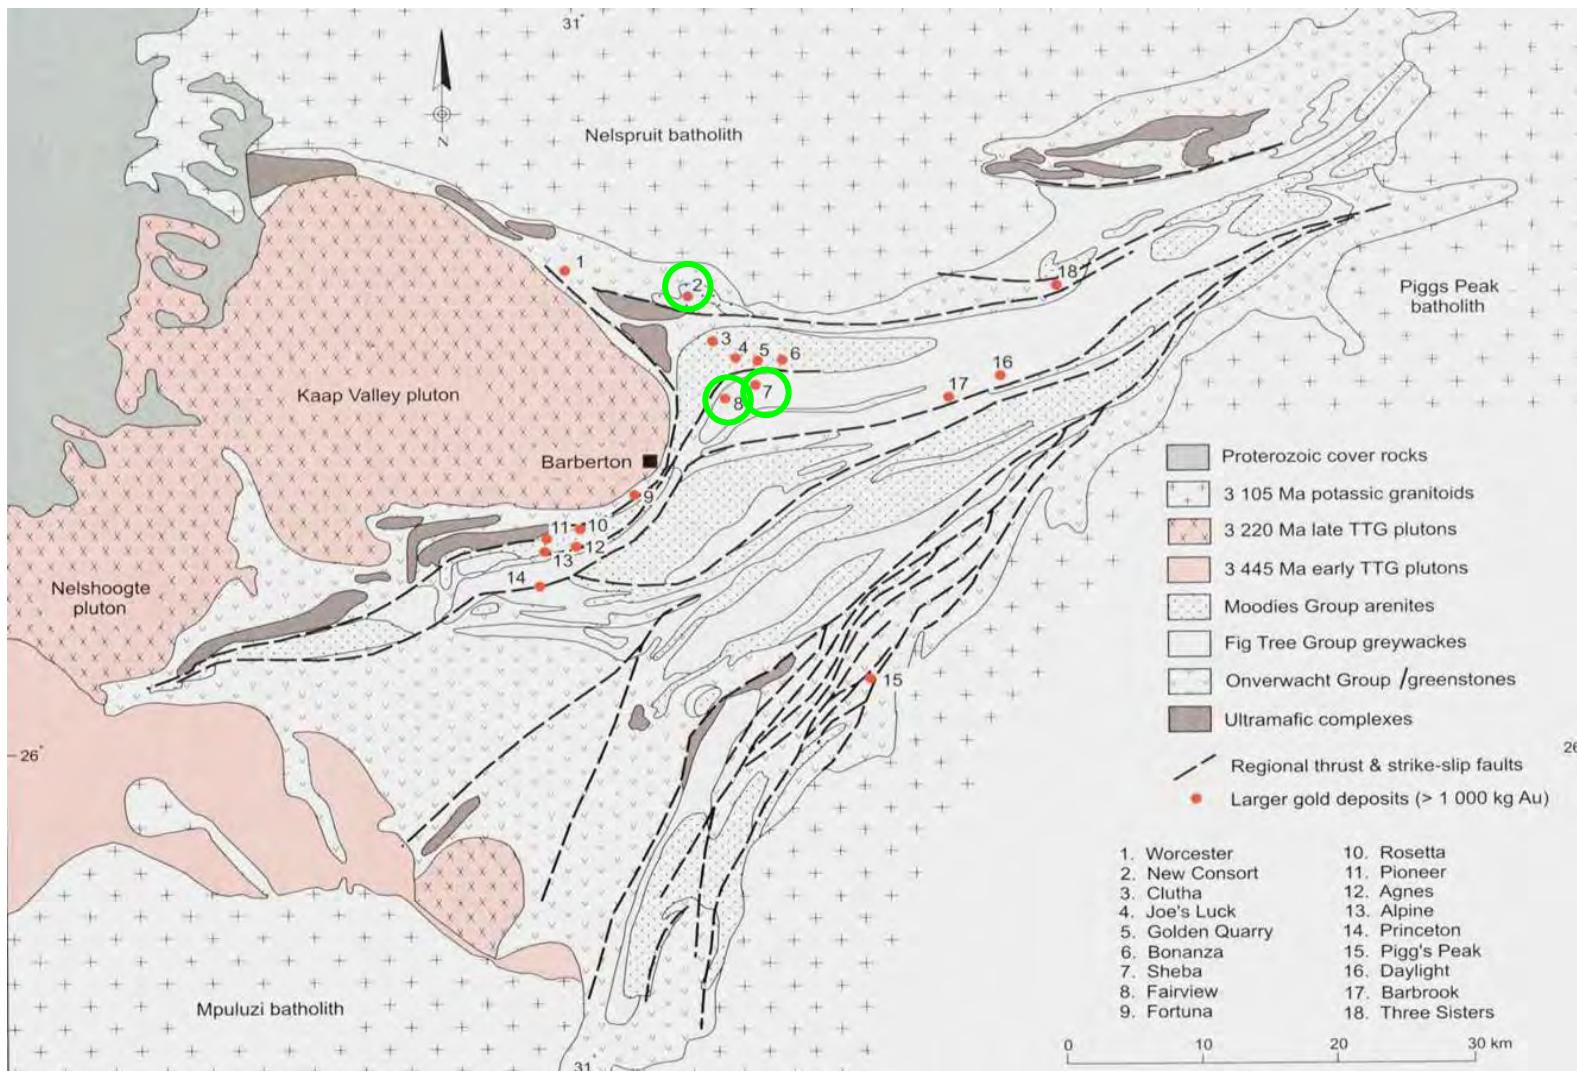 31°
N
Nelspruit batholith
1
2
18
Piggs Peak
batholith
3
4
5
6
7
8
16
17
Kaap Valley pluton
Barberton
9
10
11
12
13
14
Nelshoogte
pluton
15
26°
26
Proterozoic cover rocks
3 105 Ma potassic granitoids
3 220 Ma late TTG plutons
3 445 Ma early TTG plutons
Moodies Group arenites
Fig Tree Group greywackes
Onverwacht Group /greenstones
Ultramafic complexes
Regional thrust & strike-slip faults
Larger gold deposits (> 1 000 kg Au)
1. Worcester
2. New Consort
3. Clutha
4. Joe's Luck
5. Golden Quarry
6. Bonanza
7. Sheba
8. Fairview
9. Fortuna
10. Rosetta
11. Pioneer
12. Agnes
13. Alpine
14. Princeton
15. Pigg's Peak
16. Daylight
17. Barbrook
18. Three Sisters
Mpuluzi batholith
31°
0 10 20 30 km